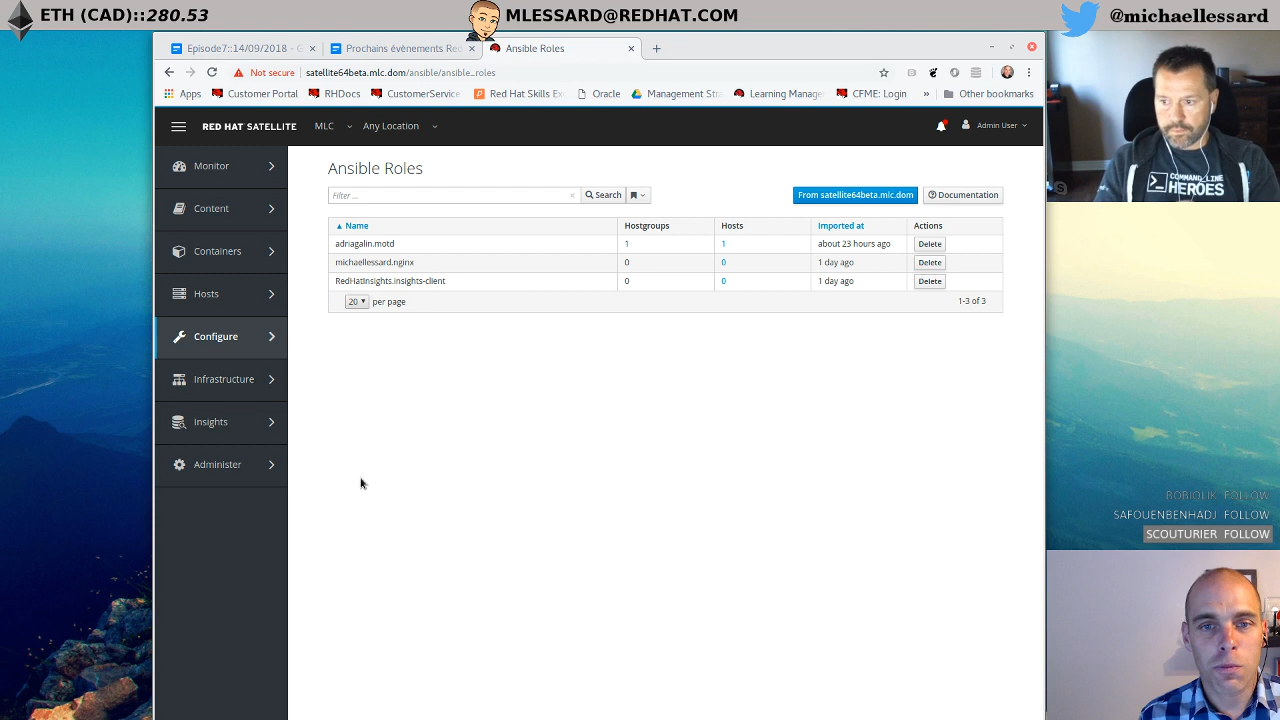 ETH (CAD)::280.53
MLESSARD@REDHAT.COM
@michaellessard
Episode7::14/09/2018 - G
Prochains évènements Red
Ansible Roles
Not secure
satellite64beta.mlc.dom/ansible/ansible_roles
Apps
Customer Portal
RHDocs
CustomerService
Red Hat Skills Ex
Oracle
Management Stra
Learning Manage
CFME: Login
»
Other bookmarks
RED HAT SATELLITE
MLC
Any Location
Admin User
Monitor
Content
Containers
Hosts
Configure
Infrastructure
Insights
Administer
Ansible Roles
Filter ...
Search
From satellite64beta.mlc.dom
Documentation
Name Hostgroups Hosts Imported at Actions
adriagalin.motd 1 1 about 23 hours ago Delete
michaellessard.nginx 0 0 1 day ago Delete
RedHatInsights.insights-client 0 0 1 day ago Delete
20 per page
1-3 of 3
COMMAND LINE
HEROES
BOBIOLIK FOLLOW
SAFOUENBENHADJ FOLLOW
SCOUTURIER FOLLOW